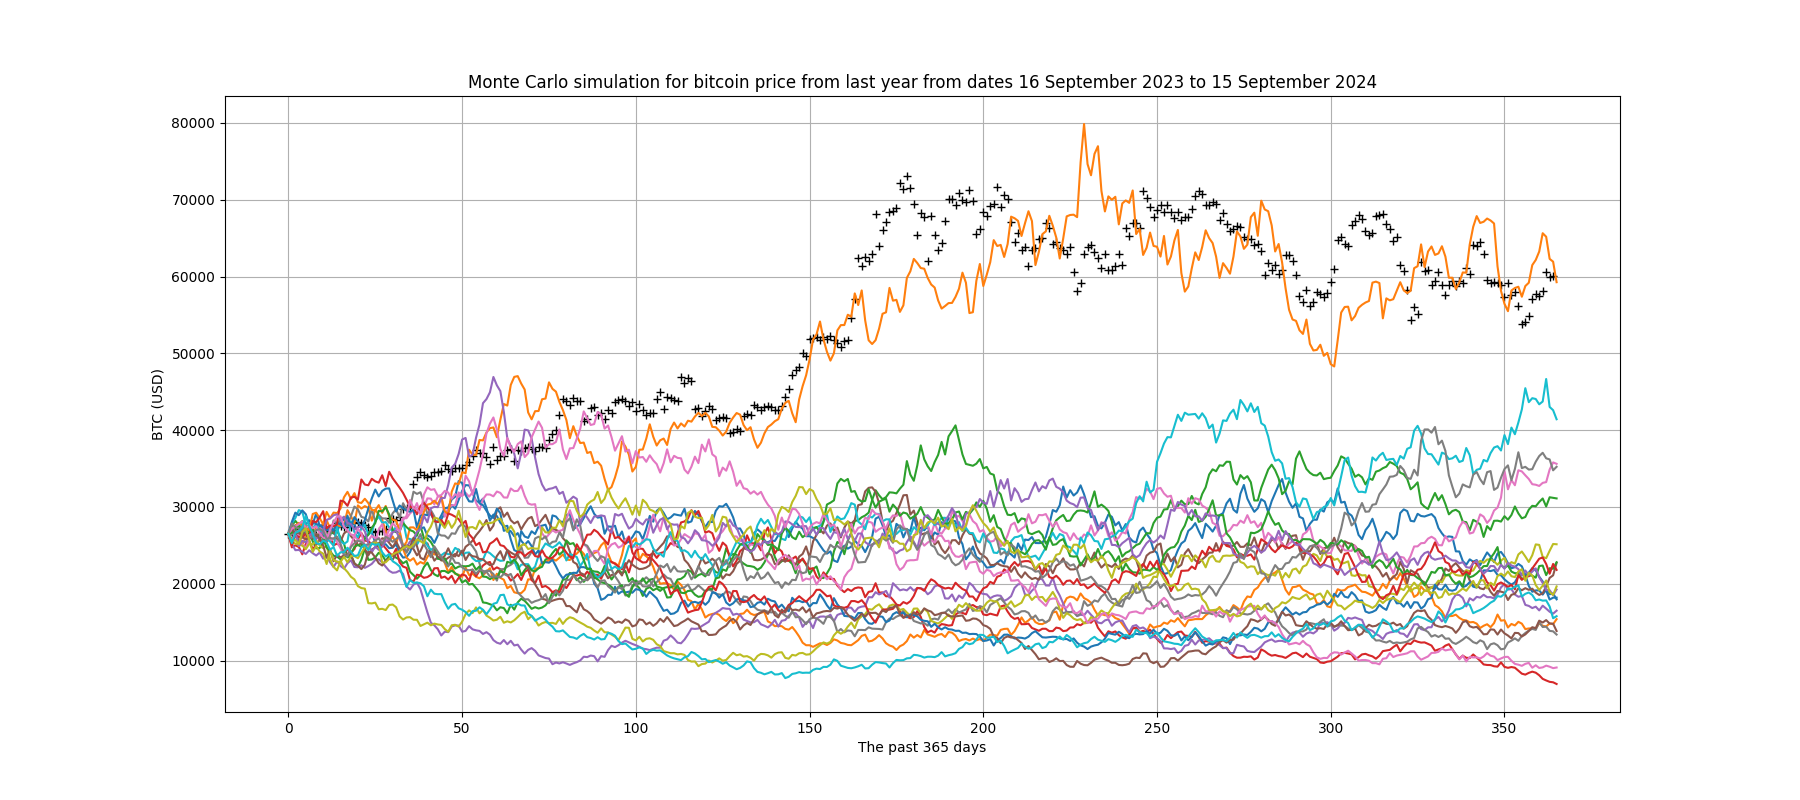 Monte Carlo simulation for bitcoin price from last year from dates 16 September 2023 to 15 September 2024
80000
70000
60000
50000
40000
30000
20000
10000
BTC (USD)
0 50 100 150 200 250 300 350
The past 365 days